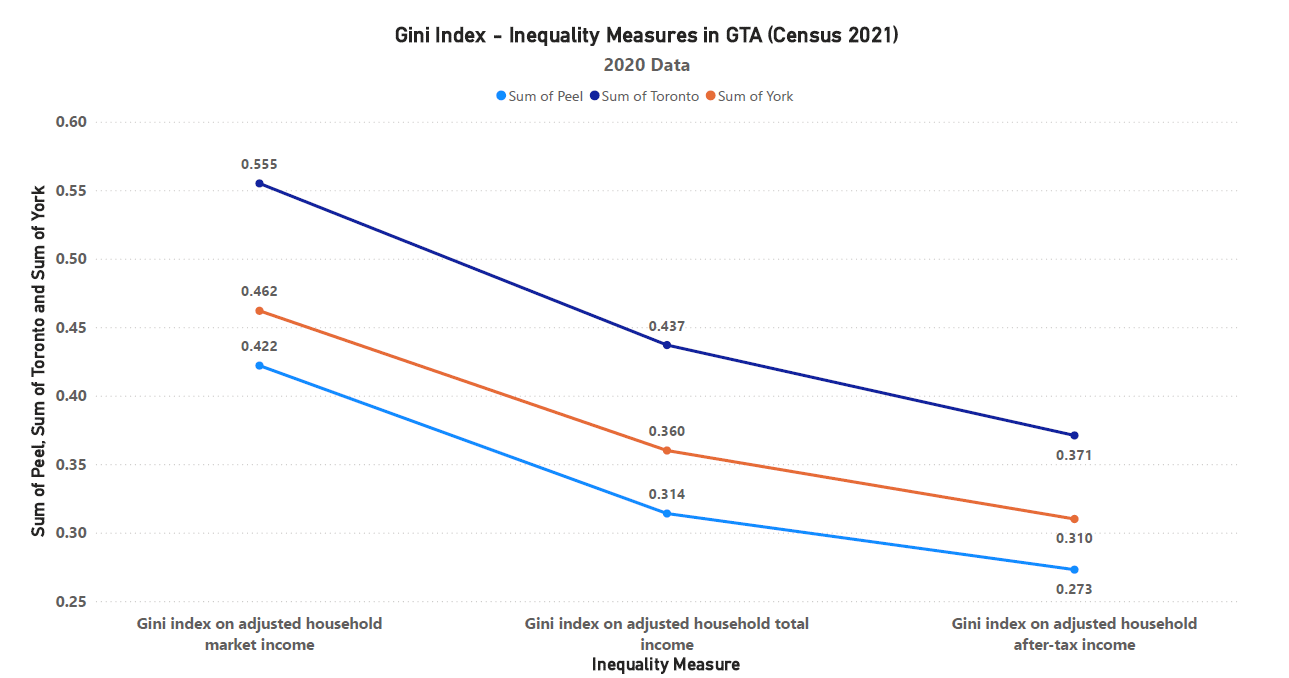 Gini Index - Inequality Measures in GTA (Census 2021)
2020 Data
Sum of Peel Sum of Toronto Sum of York
Sum of Peel, Sum of Toronto and Sum of York
0.60
0.55
0.50
0.45
0.40
0.35
0.30
0.25
0.555
0.462
0.422
0.437
0.360
0.314
0.371
0.310
0.273
Gini index on adjusted household
market income
Gini index on adjusted household total
income
Gini index on adjusted household
after-tax income
Inequality Measure